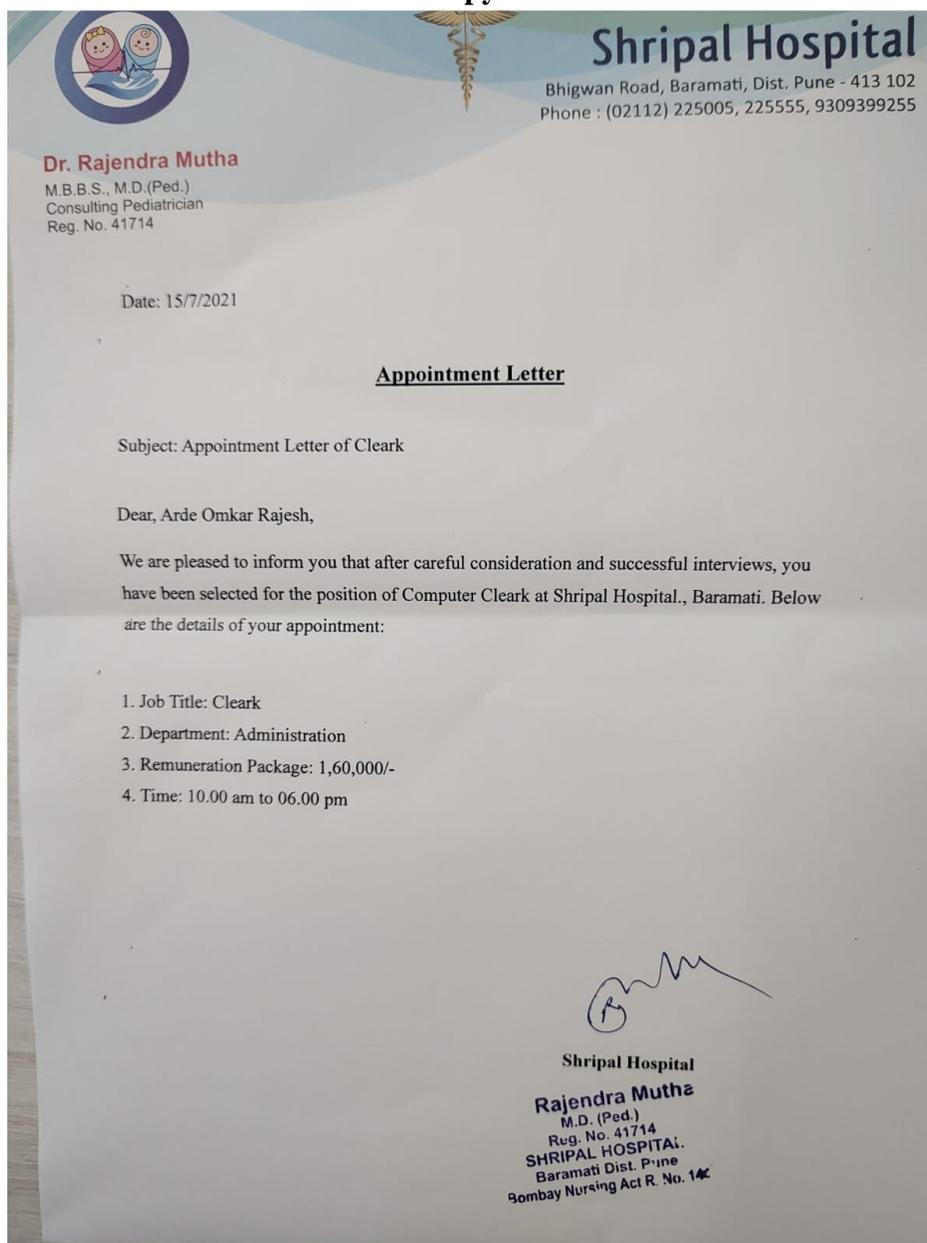 Shripal Hospital
Bhigwan Road, Baramati, Dist. Pune - 413 102
Phone : (02112) 225005, 225555, 9309399255
Dr. Rajendra Mutha
M.B.B.S., M.D.(Ped.)
Consulting Pediatrician
Reg. No. 41714
Date: 15/7/2021
Appointment Letter
Subject: Appointment Letter of Cleark
Dear, Arde Omkar Rajesh,
We are pleased to inform you that after careful consideration and successful interviews, you
have been selected for the position of Computer Cleark at Shripal Hospital., Baramati. Below
are the details of your appointment:
1. Job Title: Cleark
2. Department: Administration
3. Remuneration Package: 1,60,000/-
4. Time: 10.00 am to 06.00 pm
Shripal Hospital
Rajendra Mutha
M.D. (Ped.)
Reg. No. 41714
SHRIPAL HOSPITAL.
Baramati Dist. Pune
Bombay Nursing Act R. No.